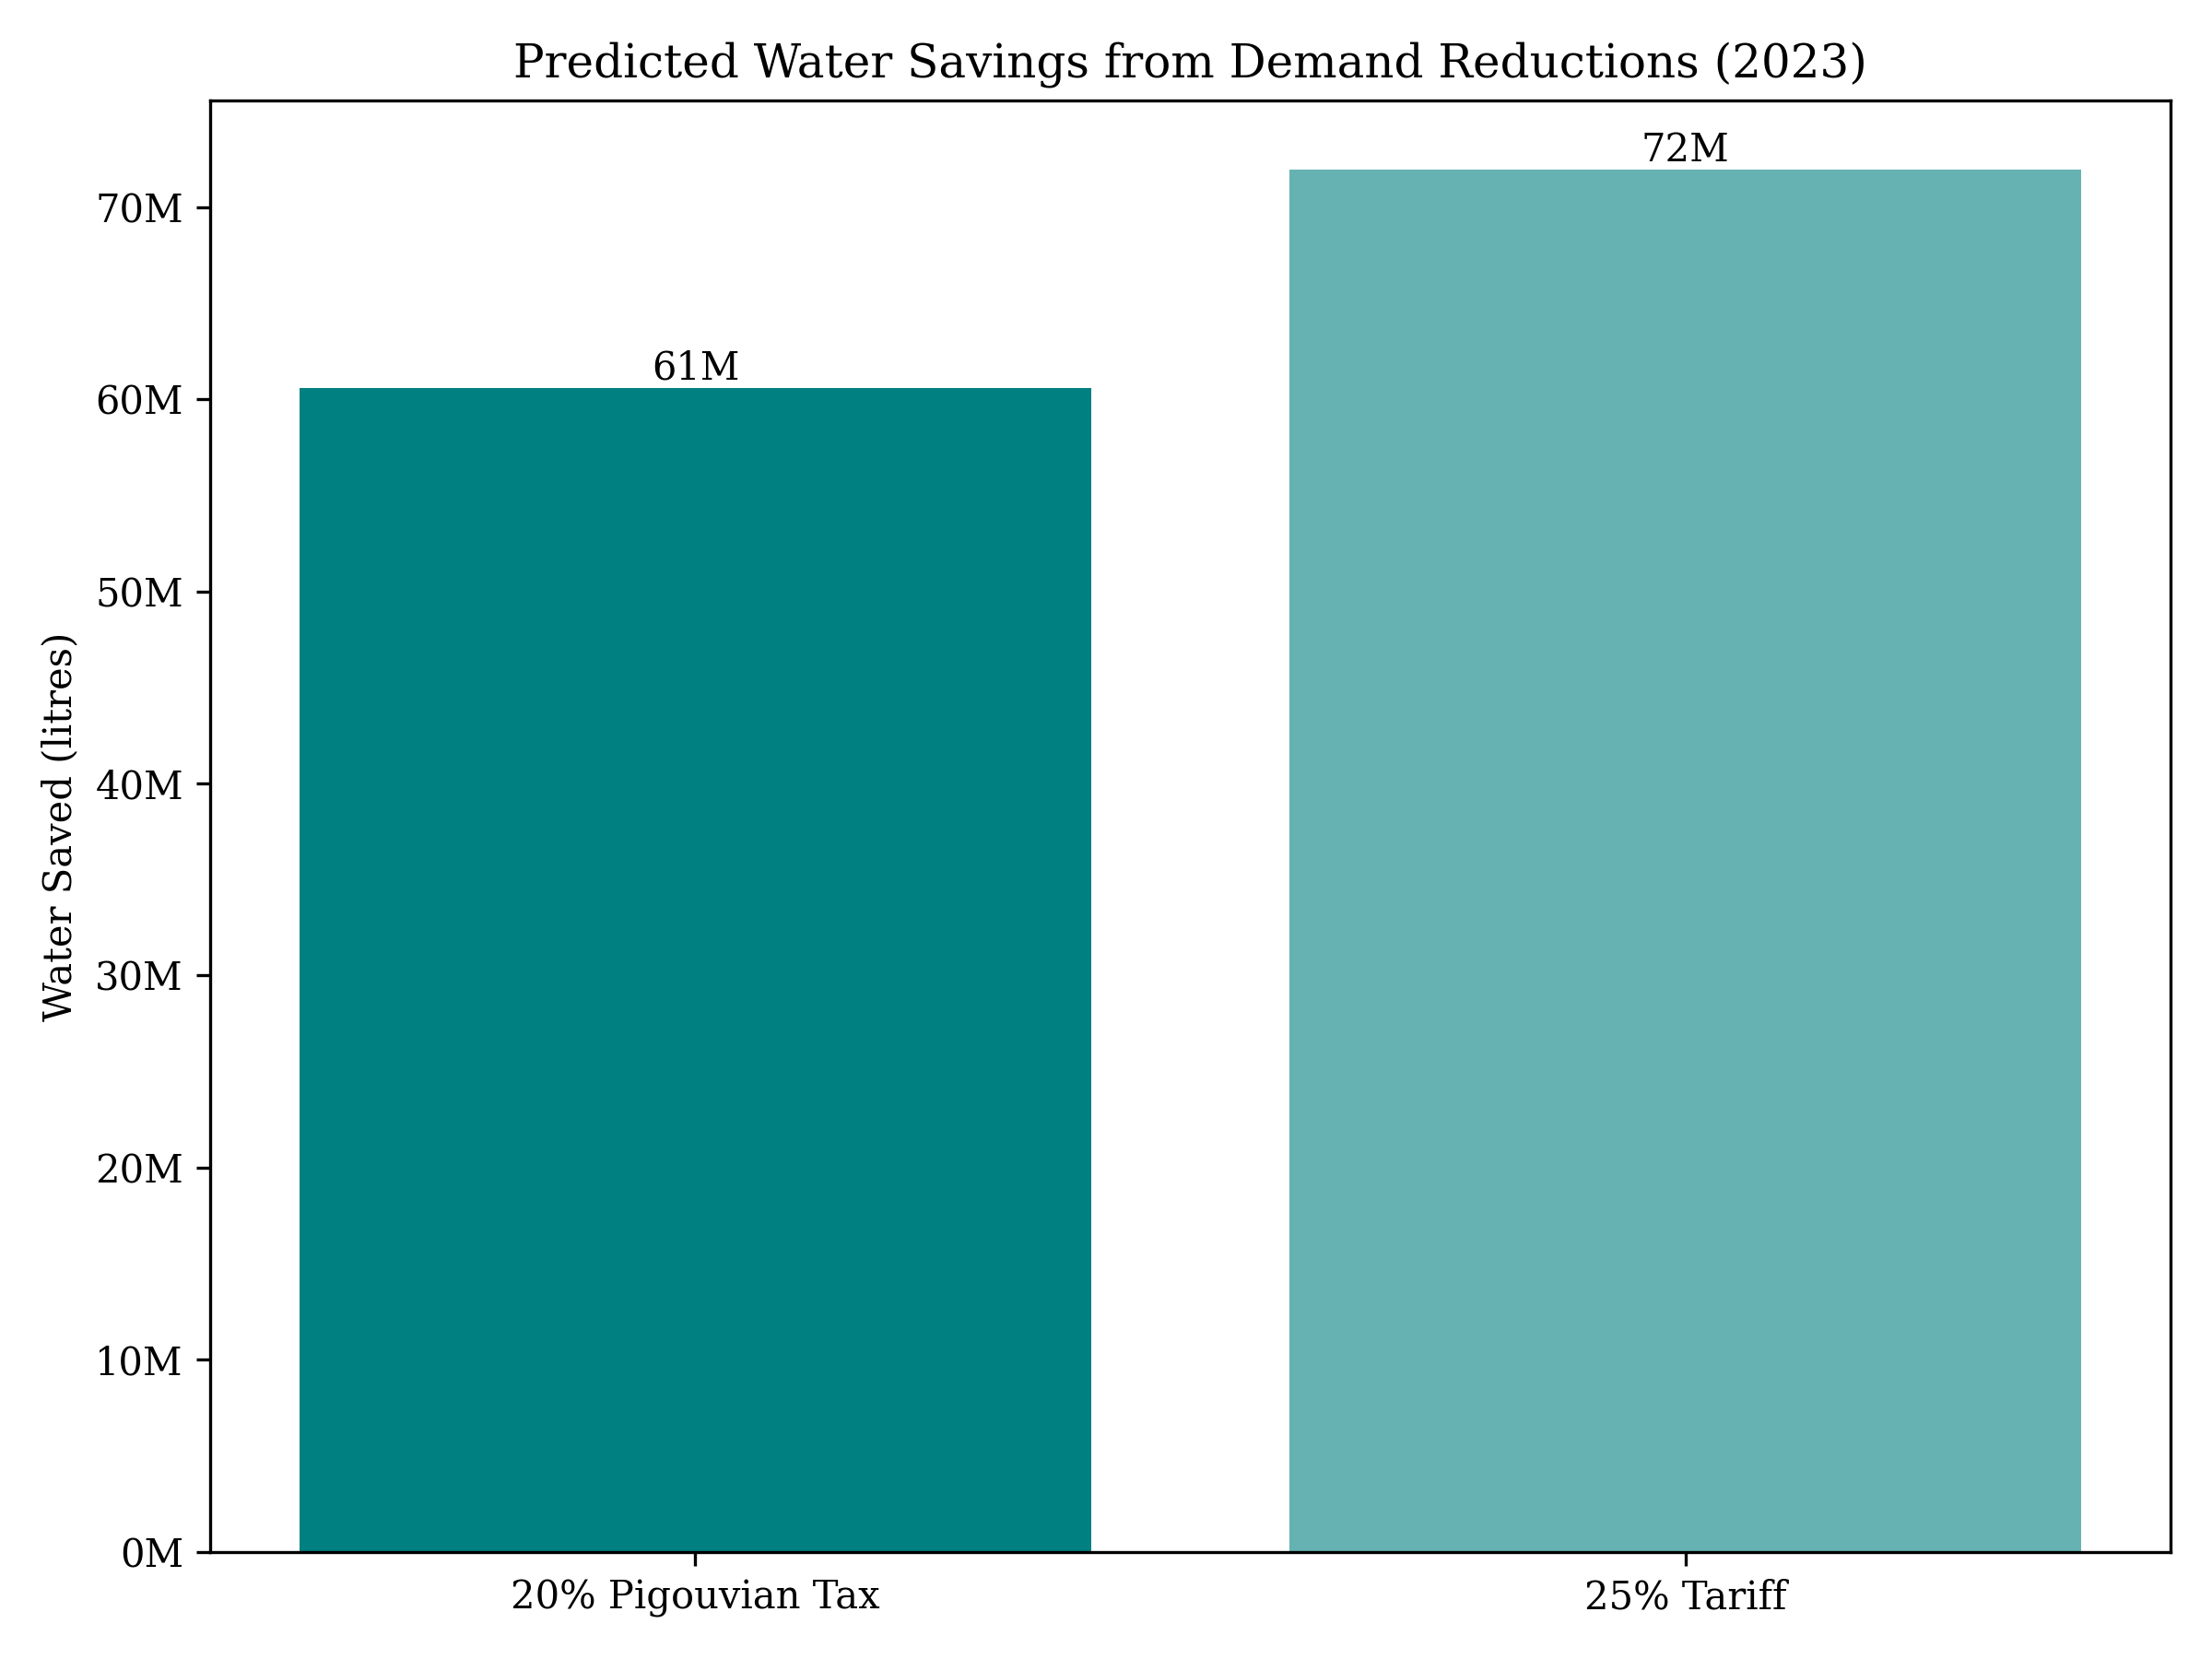 Predicted Water Savings from Demand Reductions (2023)
Water Saved (litres)
70M
60M
50M
40M
30M
20M
10M
0M
61M
72M
20% Pigouvian Tax
25% Tariff